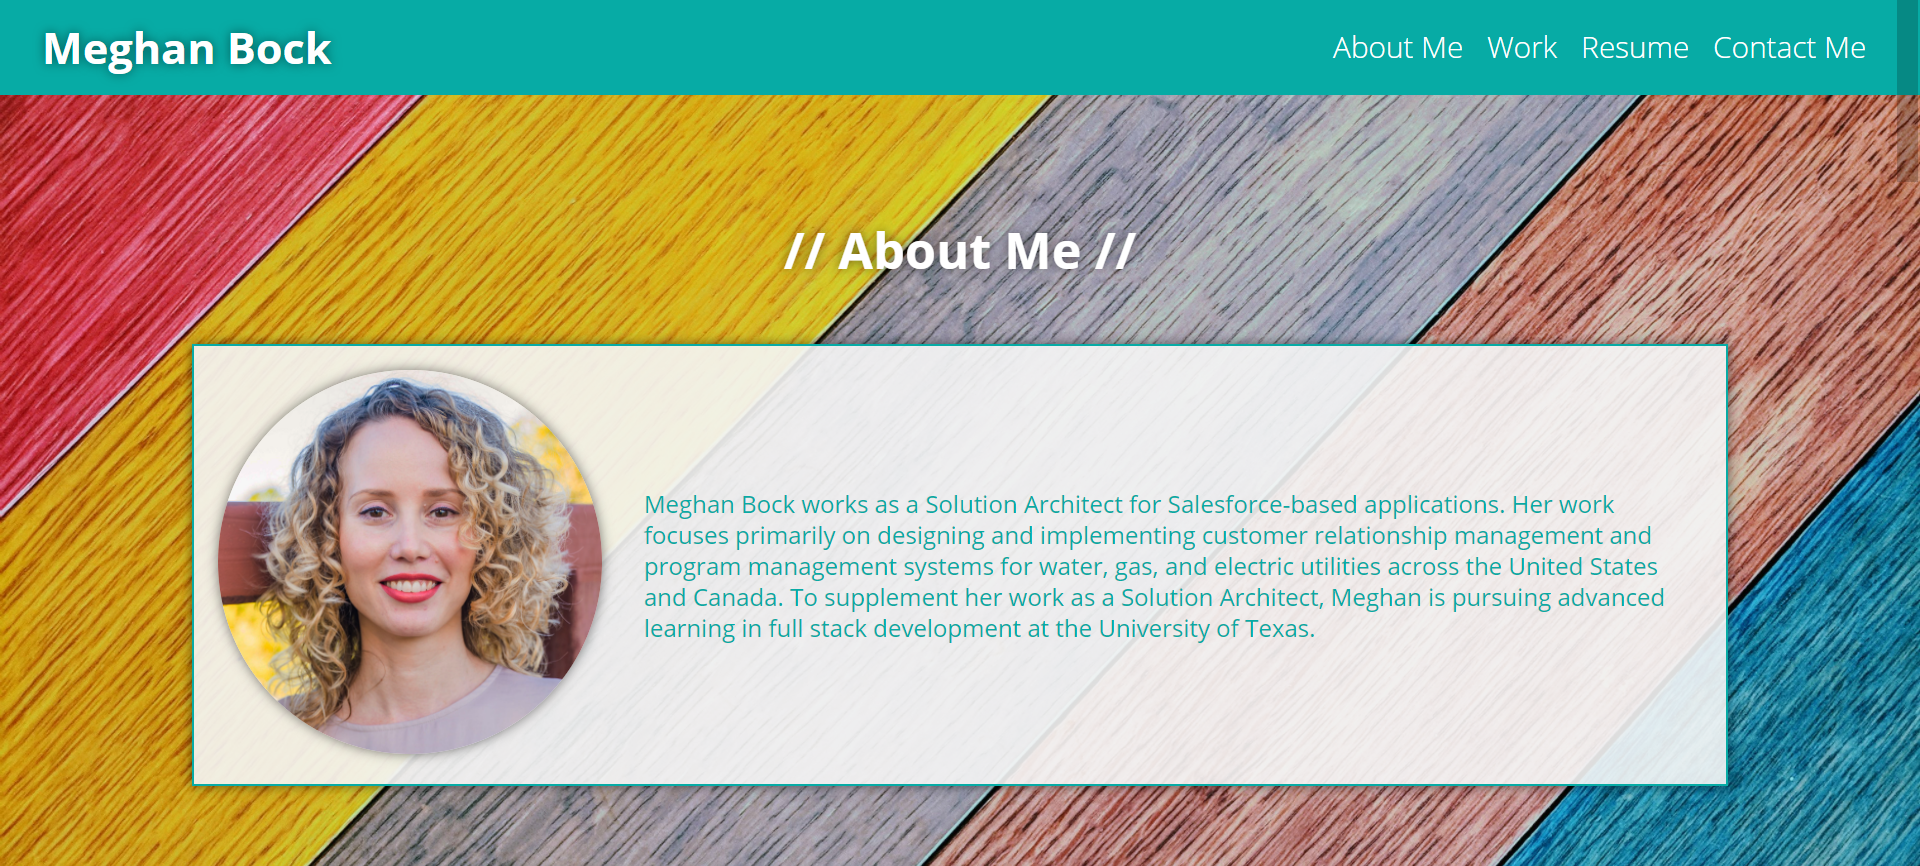 Meghan Bock
About Me Work Resume Contact Me
// About Me //
Meghan Bock works as a Solution Architect for Salesforce-based applications. Her work
focuses primarily on designing and implementing customer relationship management and
program management systems for water, gas, and electric utilities across the United States
and Canada. To supplement her work as a Solution Architect, Meghan is pursuing advanced
learning in full stack development at the University of Texas.